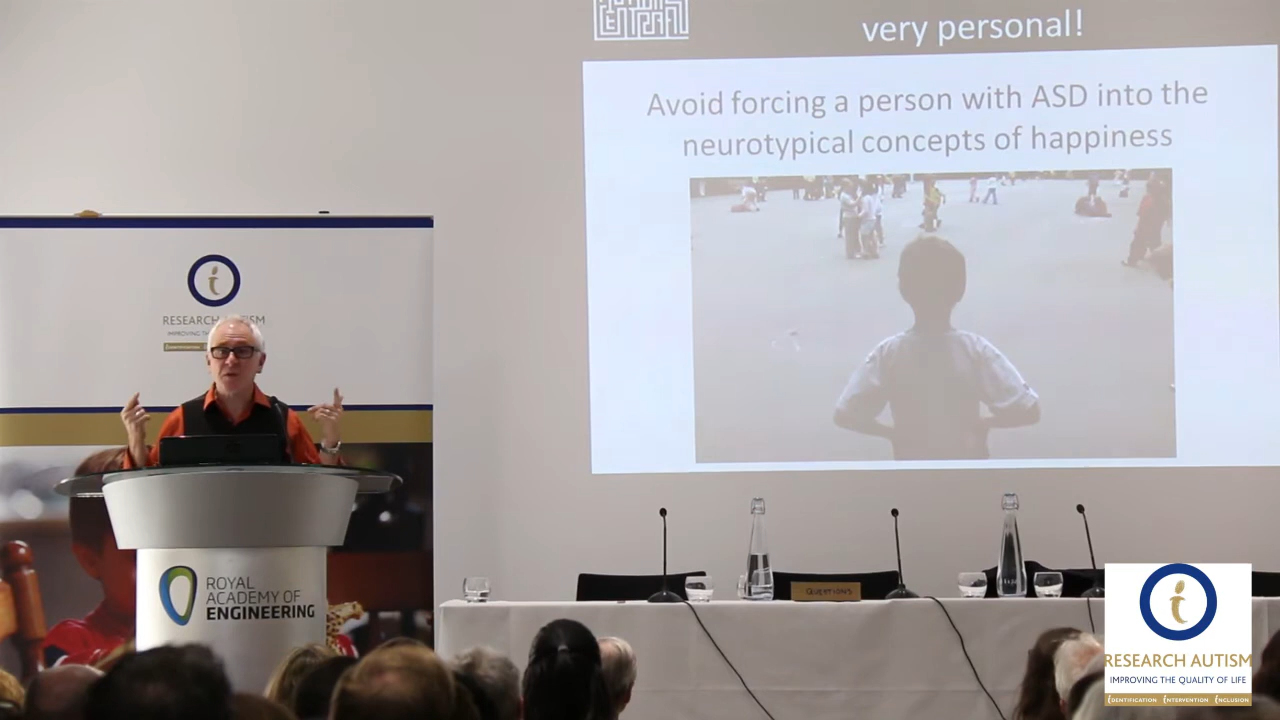 very personal!
Avoid forcing a person with ASD into the
neurotypical concepts of happiness
RESEARCH AUTISM
ROYAL
ACADEMY OF
ENGINEERING
QUESTIONS
RESEARCH AUTISM
IMPROVING THE QUALITY OF LIFE
IDENTIFICATION INTERVENTION INCLUSION